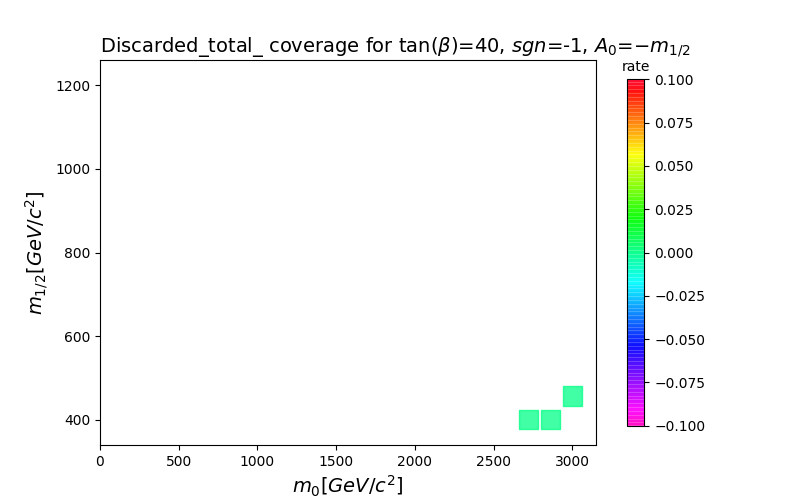 Discarded_total_ coverage for tan(β)=40, sgn=-1, A₀=−m₁/₂
rate
0.100
0.075
0.050
0.025
0.000
−0.025
−0.050
−0.075
−0.100
1200
1000
800
600
400
m₁/₂[GeV/c²]
0 500 1000 1500 2000 2500 3000
m₀[GeV/c²]